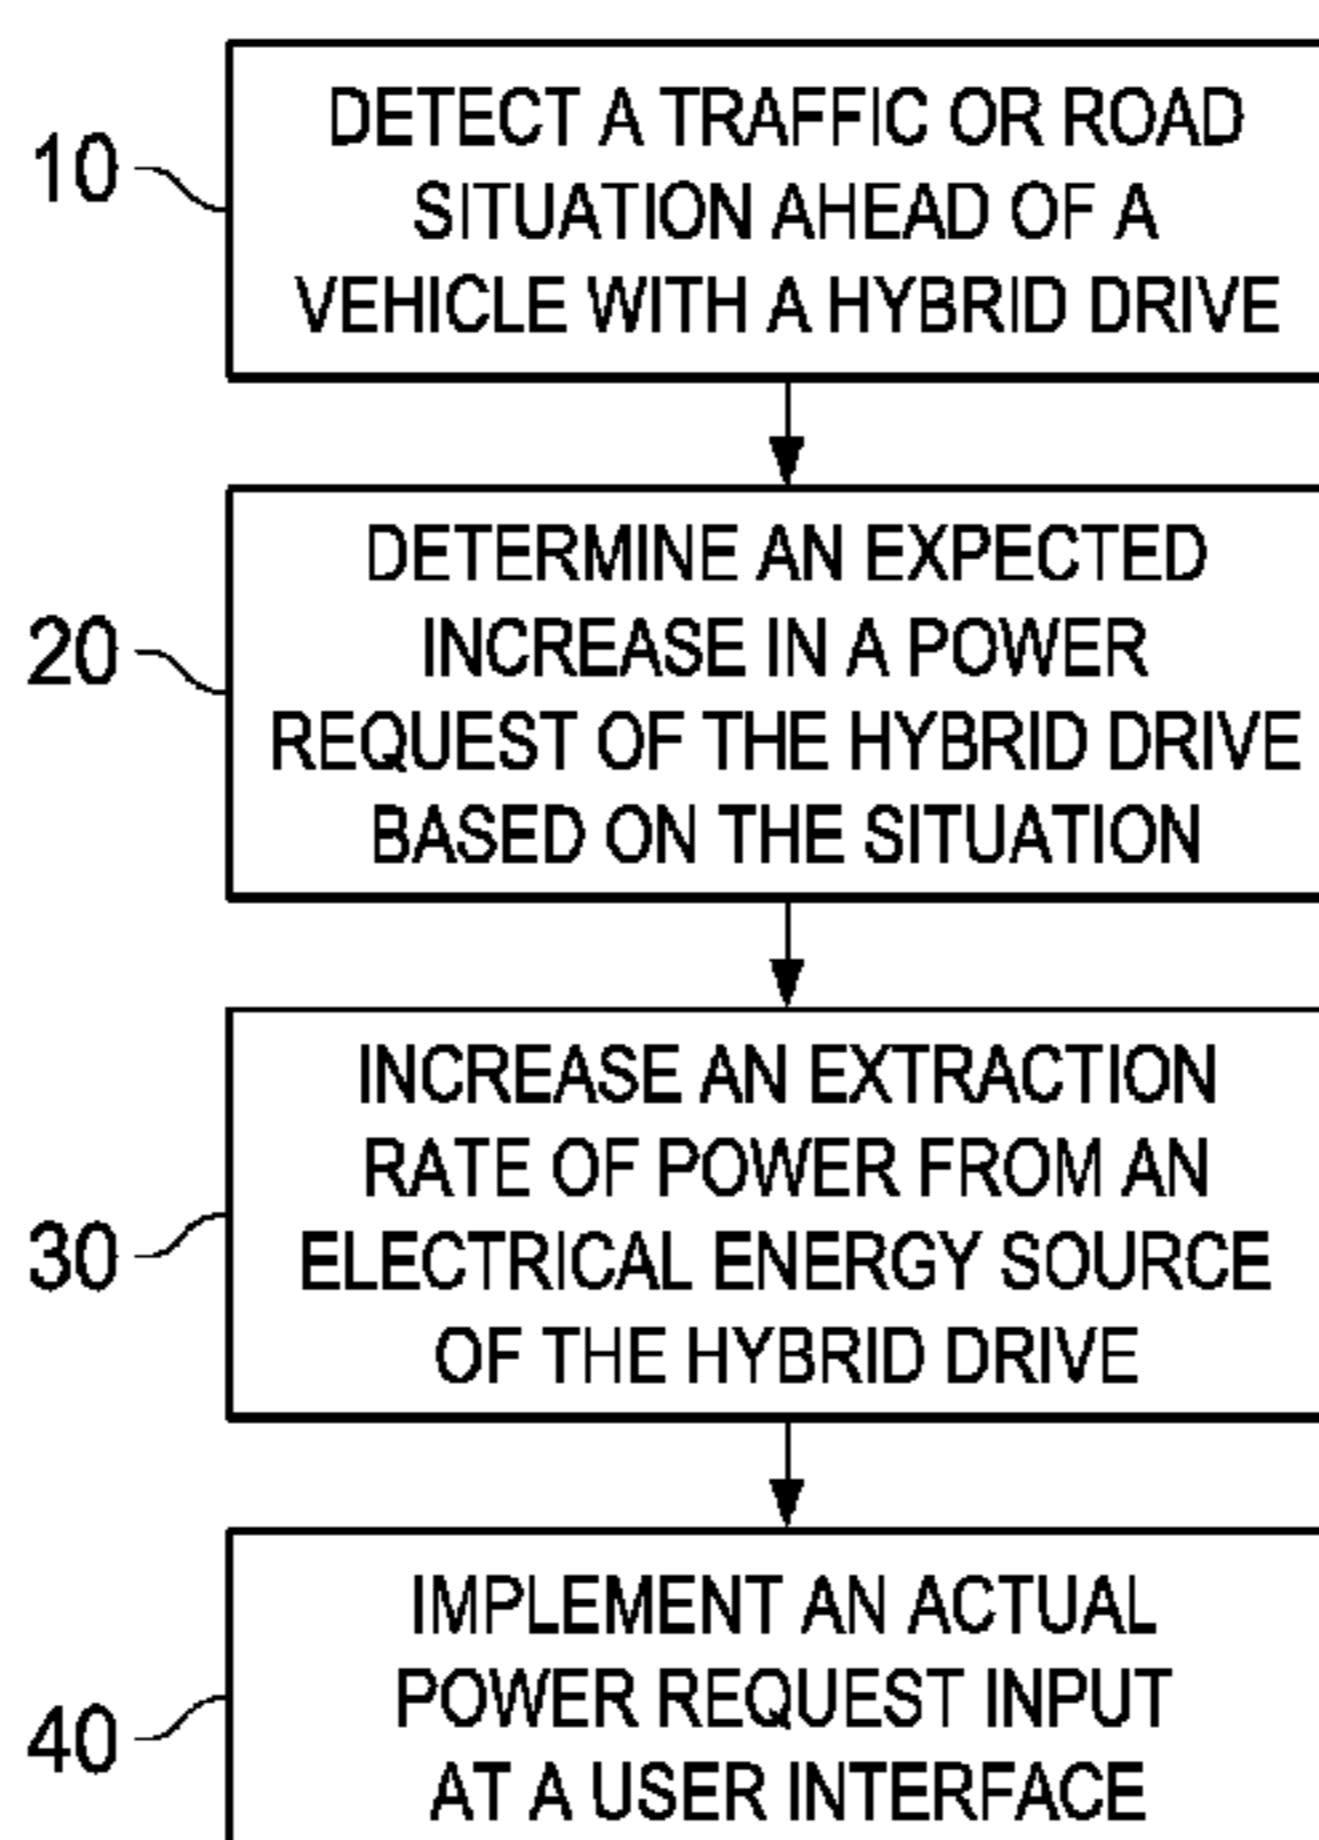 10
DETECT A TRAFFIC OR ROAD
SITUATION AHEAD OF A
VEHICLE WITH A HYBRID DRIVE
20
DETERMINE AN EXPECTED
INCREASE IN A POWER
REQUEST OF THE HYBRID DRIVE
BASED ON THE SITUATION
30
INCREASE AN EXTRACTION
RATE OF POWER FROM AN
ELECTRICAL ENERGY SOURCE
OF THE HYBRID DRIVE
40
IMPLEMENT AN ACTUAL
POWER REQUEST INPUT
AT A USER INTERFACE